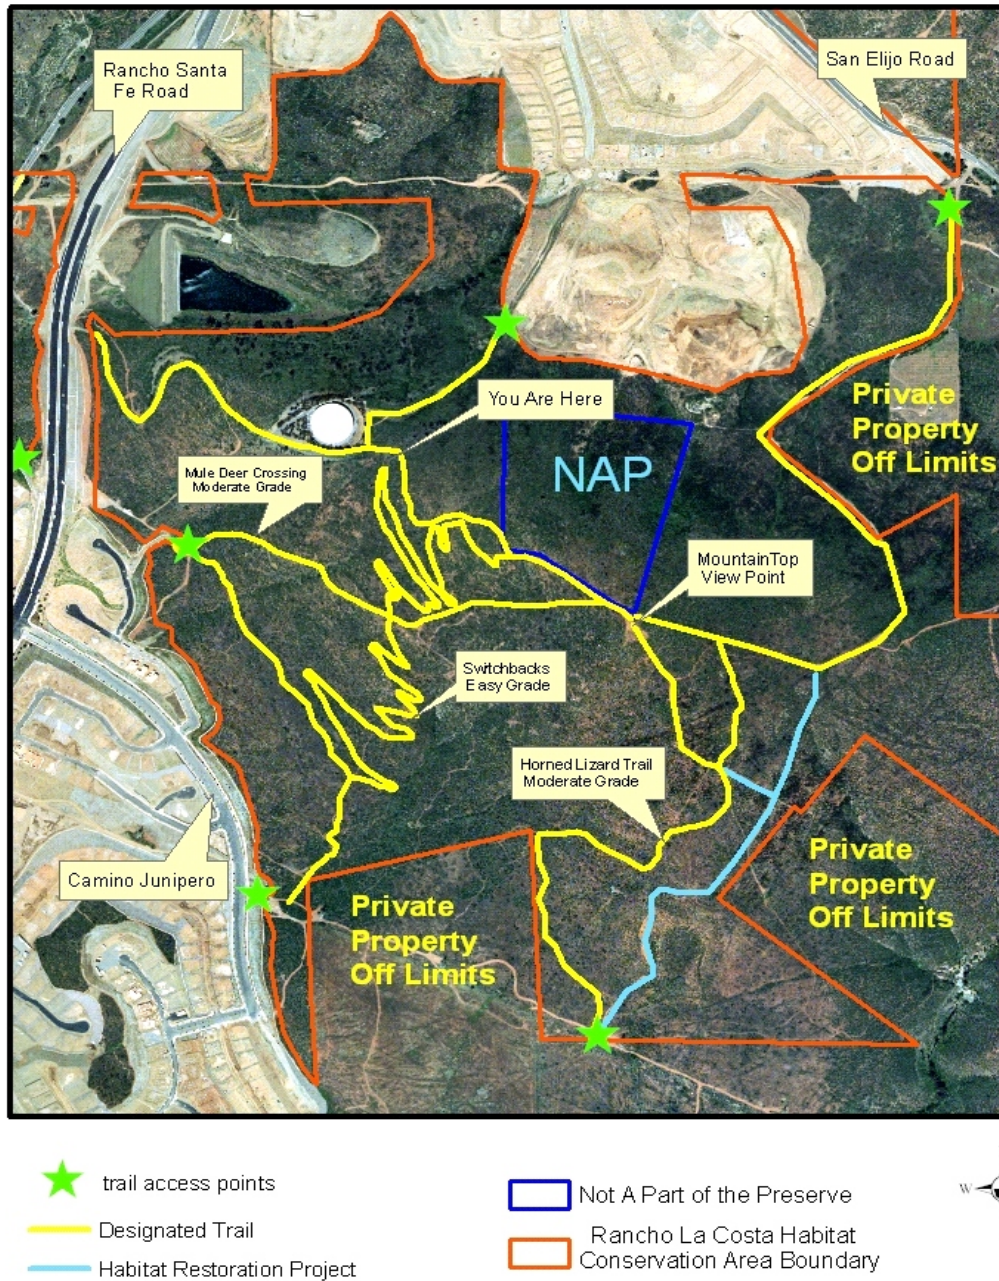 Rancho Santa
Fe Road
San Elijo Road
You Are Here
Private
Property
Off Limits
NAP
Mule Deer Crossing
Moderate Grade
MountainTop
View Point
Switchbacks
Easy Grade
Horned Lizard Trail
Moderate Grade
Camino Junipero
Private
Property
Off Limits
Private
Property
Off Limits
trail access points
Designated Trail
Habitat Restoration Project
Not A Part of the Preserve
Rancho La Costa Habitat
Conservation Area Boundary
W